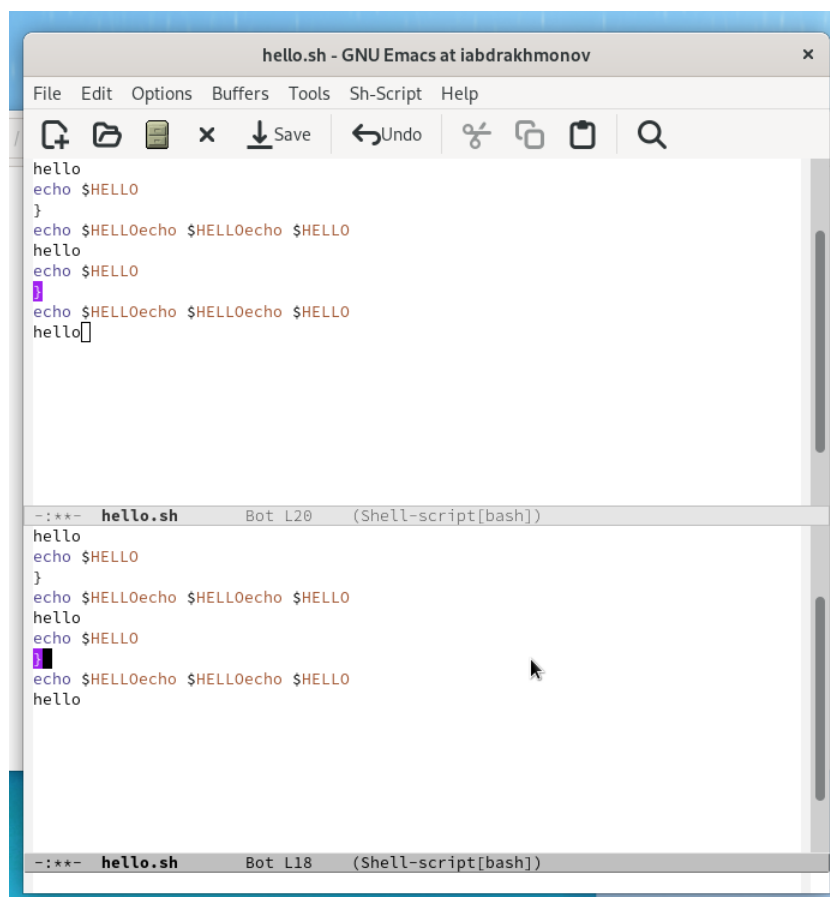 hello.sh - GNU Emacs at iabdrakhmonov ×
File Edit Options Buffers Tools Sh-Script Help
Save Undo
hello
echo $HELLO
}
echo $HELLOecho $HELLOecho $HELLO
hello
echo $HELLO
}
echo $HELLOecho $HELLOecho $HELLO
hello
-:**- hello.sh Bot L20 (Shell-script[bash])
hello
echo $HELLO
}
echo $HELLOecho $HELLOecho $HELLO
hello
echo $HELLO
}
echo $HELLOecho $HELLOecho $HELLO
hello
-:**- hello.sh Bot L18 (Shell-script[bash])